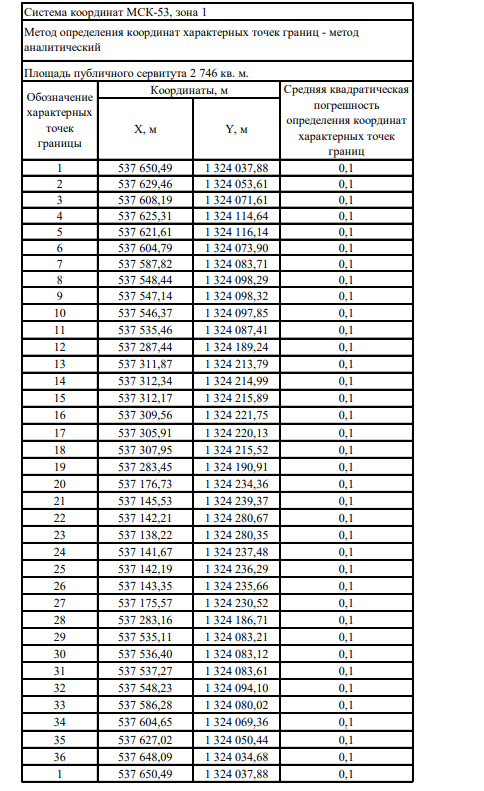 Система координат МСК-53, зона 1
Метод определения координат характерных точек границ - метод
аналитический
Площадь публичного сервитута 2 746 кв. м.
Обозначение характерных точек границы
Координаты, м
Средняя квадратическая погрешность определения координат характерных точек границ
X, м
Y, м
1 537 650,49 1 324 037,88 0,1
2 537 629,46 1 324 053,61 0,1
3 537 608,19 1 324 071,61 0,1
4 537 625,31 1 324 114,64 0,1
5 537 621,61 1 324 116,14 0,1
6 537 604,79 1 324 073,90 0,1
7 537 587,82 1 324 083,71 0,1
8 537 548,44 1 324 098,29 0,1
9 537 547,14 1 324 098,32 0,1
10 537 546,37 1 324 097,85 0,1
11 537 535,46 1 324 087,41 0,1
12 537 287,44 1 324 189,24 0,1
13 537 311,87 1 324 213,79 0,1
14 537 312,34 1 324 214,99 0,1
15 537 312,17 1 324 215,89 0,1
16 537 309,56 1 324 221,75 0,1
17 537 305,91 1 324 220,13 0,1
18 537 307,95 1 324 215,52 0,1
19 537 283,45 1 324 190,91 0,1
20 537 176,73 1 324 234,36 0,1
21 537 145,53 1 324 239,37 0,1
22 537 142,21 1 324 280,67 0,1
23 537 138,22 1 324 280,35 0,1
24 537 141,67 1 324 237,48 0,1
25 537 142,19 1 324 236,29 0,1
26 537 143,35 1 324 235,66 0,1
27 537 175,57 1 324 230,52 0,1
28 537 283,16 1 324 186,71 0,1
29 537 535,11 1 324 083,21 0,1
30 537 536,40 1 324 083,12 0,1
31 537 537,27 1 324 083,61 0,1
32 537 548,23 1 324 094,10 0,1
33 537 586,28 1 324 080,02 0,1
34 537 604,65 1 324 069,36 0,1
35 537 627,02 1 324 050,44 0,1
36 537 648,09 1 324 034,68 0,1
1 537 650,49 1 324 037,88 0,1